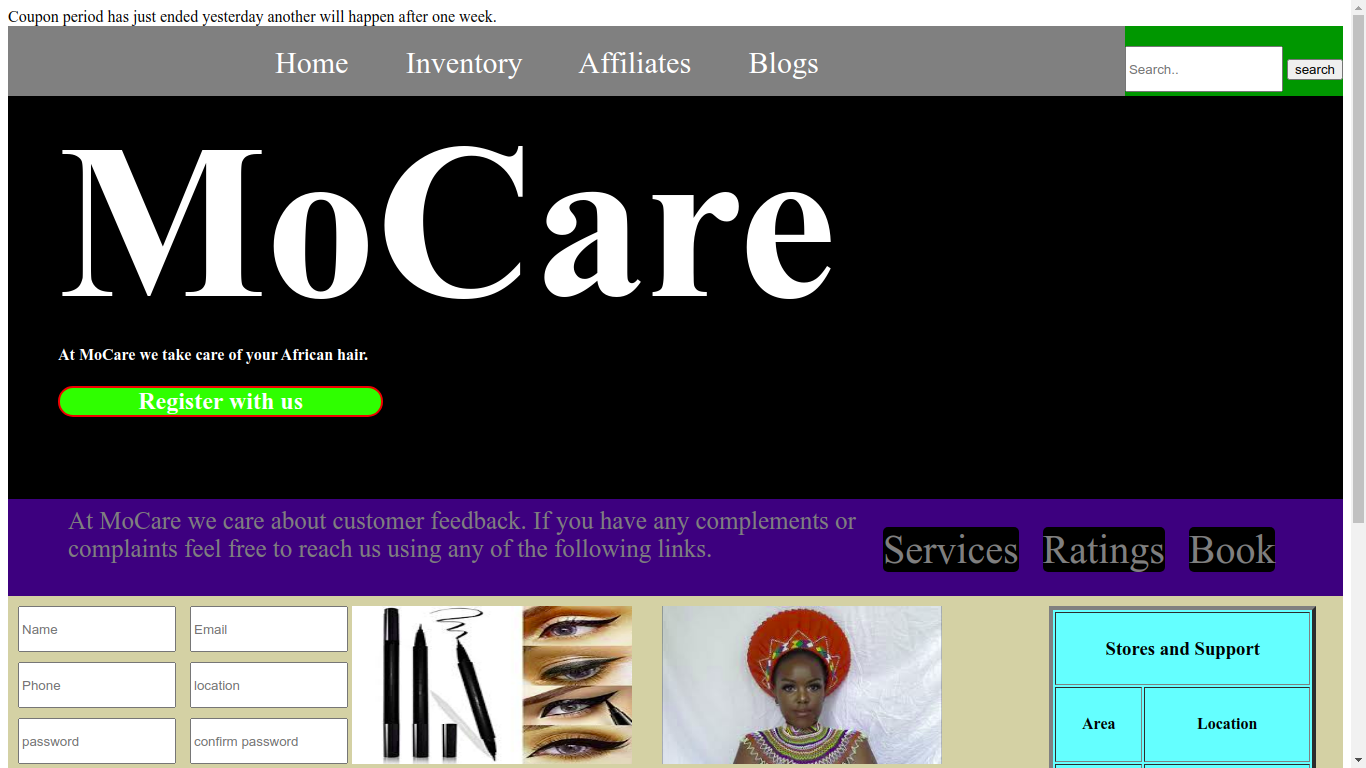 Coupon period has just ended yesterday another will happen after one week.
Home Inventory Affiliates Blogs
Search.. search
MoCare
At MoCare we take care of your African hair.
Register with us
At MoCare we care about customer feedback. If you have any complements or
complaints feel free to reach us using any of the following links.
Services Ratings Book
Name Email
Phone location
password confirm password
Stores and Support
Area Location